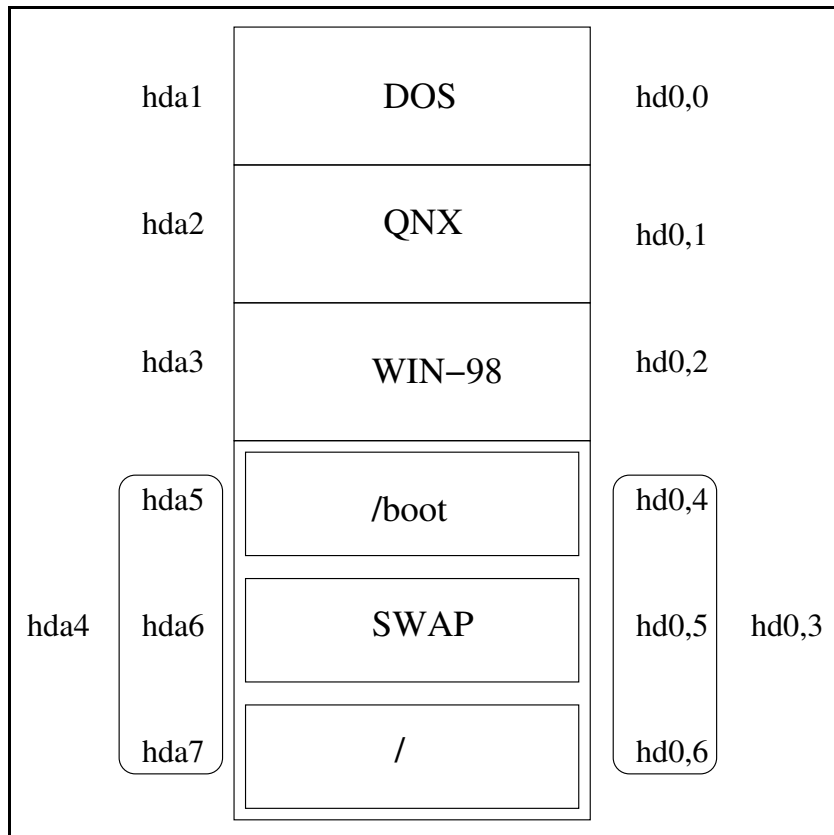 hda1 DOS hd0,0
hda2 QNX hd0,1
hda3 WIN−98 hd0,2
hda5 /boot hd0,4
hda4 hda6 SWAP hd0,5 hd0,3
hda7 / hd0,6